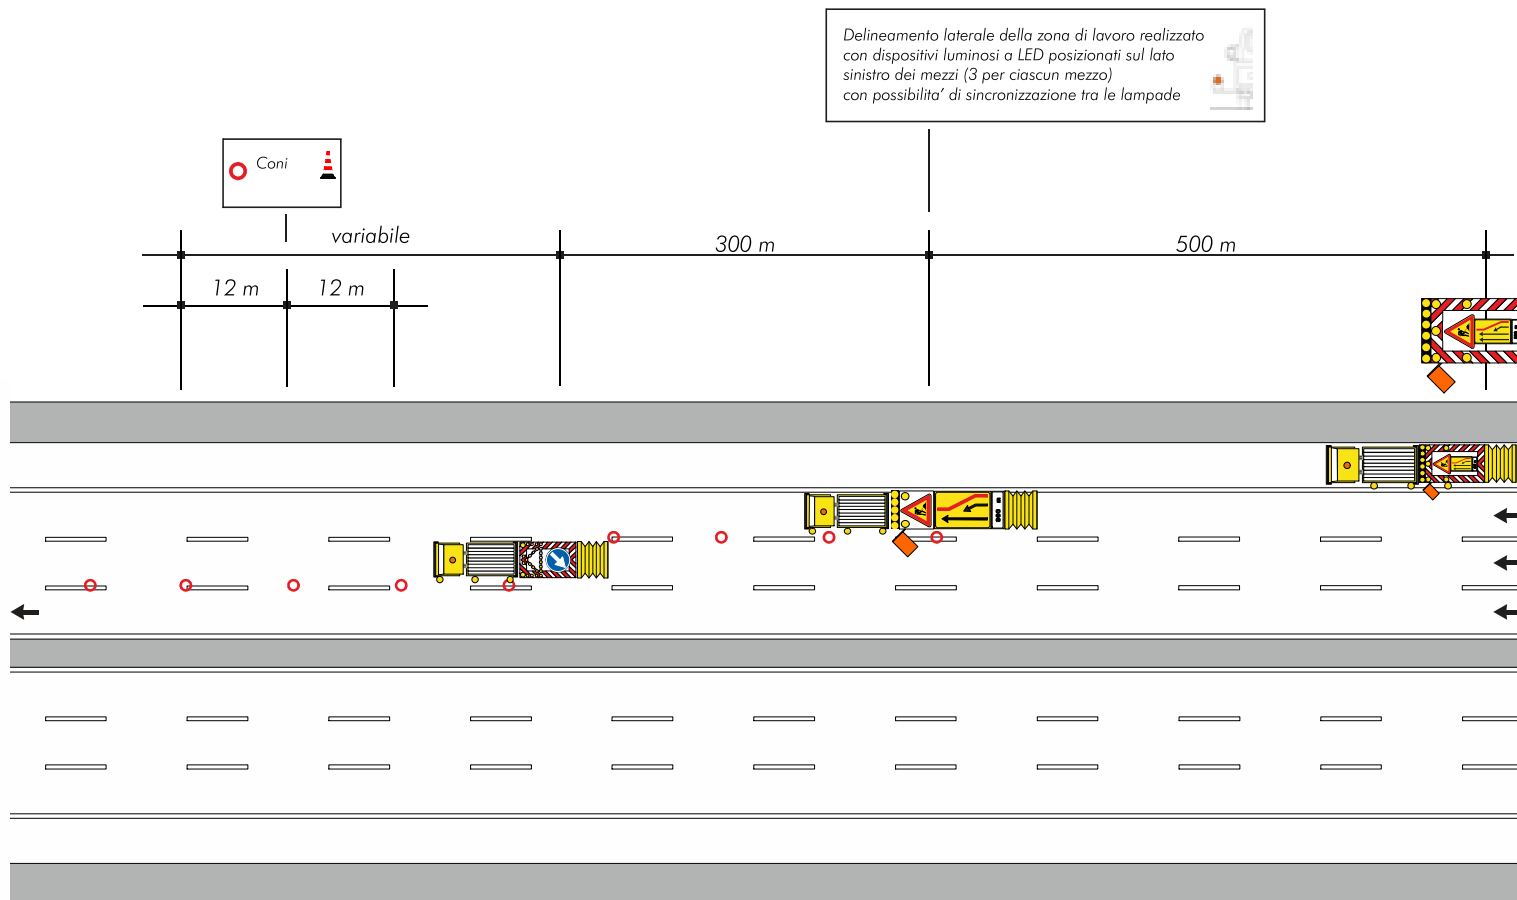 Delineamento laterale della zona di lavoro realizzato
con dispositivi luminosi a LED posizionati sul lato
sinistro dei mezzi (3 per ciascun mezzo)
con possibilita' di sincronizzazione tra le lampade
Coni
variabile
300 m
500 m
12 m
12 m